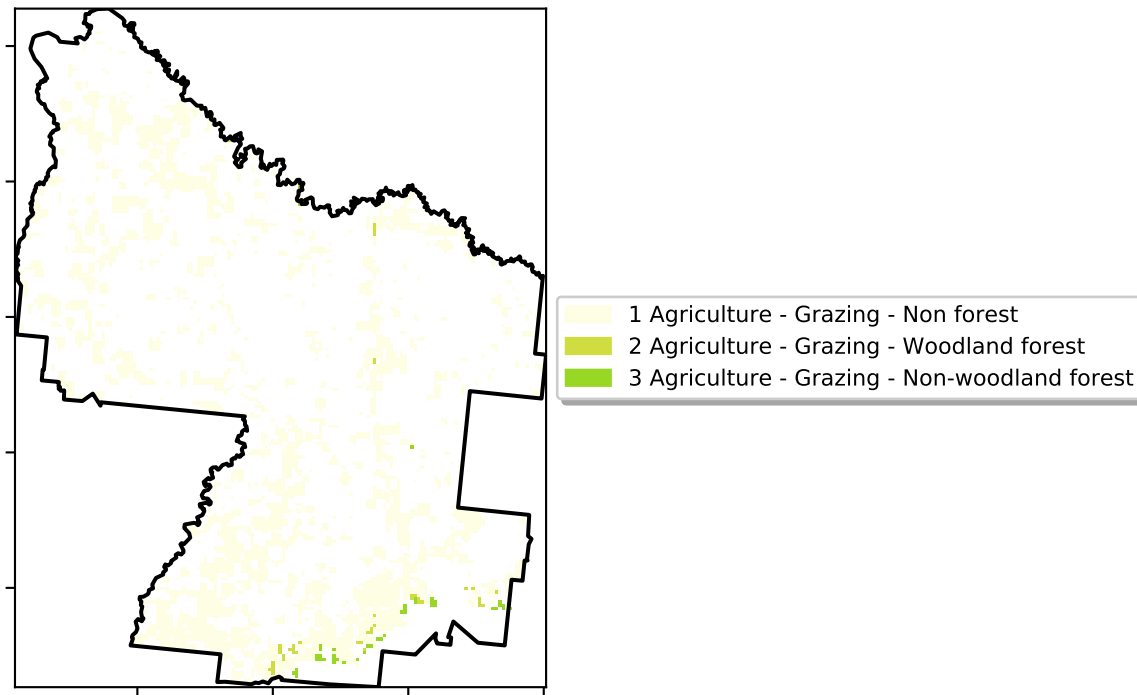 1 Agriculture - Grazing - Non forest
2 Agriculture - Grazing - Woodland forest
3 Agriculture - Grazing - Non-woodland forest